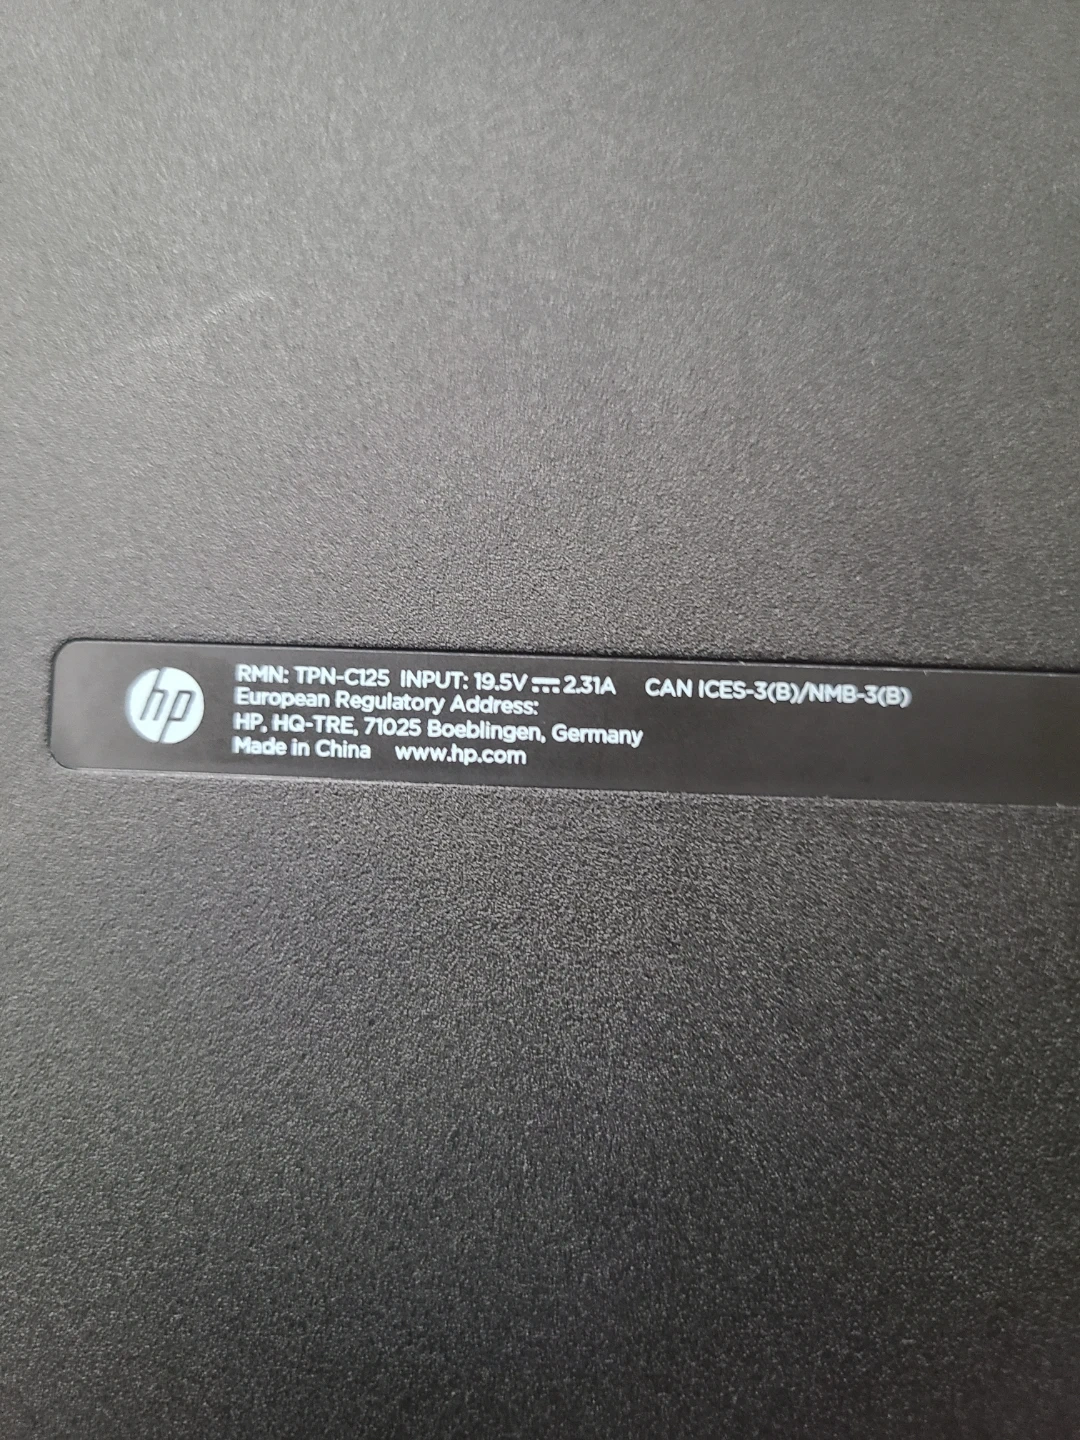 hp
RMN: TPN-C125 INPUT: 19.5V⎓2.31A CAN ICES-3(B)/NMB-3(B)
European Regulatory Address:
HP, HQ-TRE, 71025 Boeblingen, Germany
Made in China www.hp.com